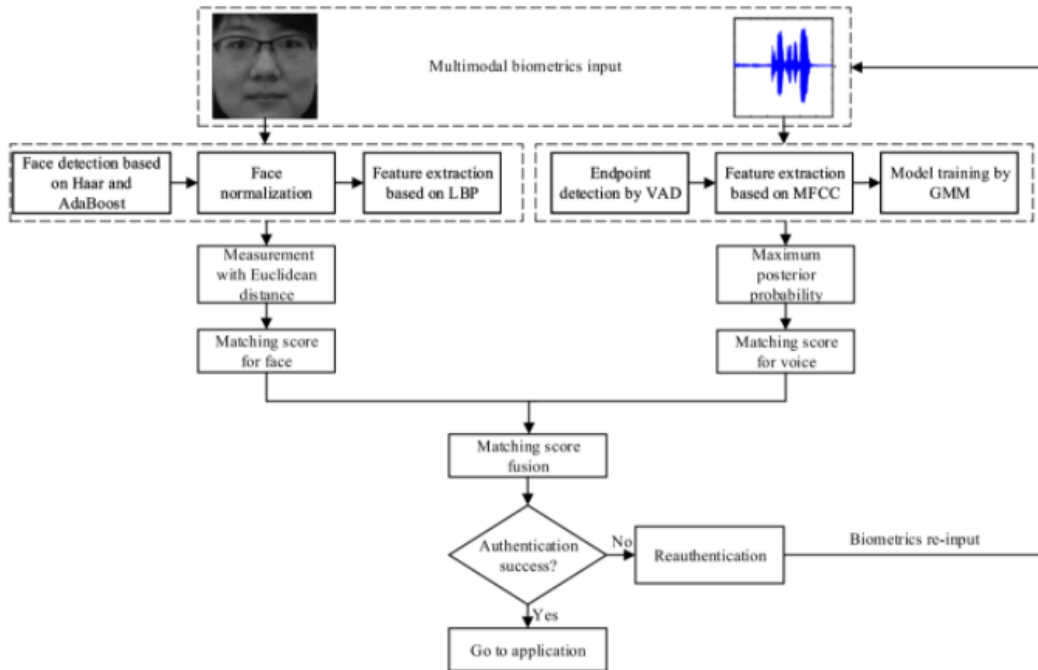 Multimodal biometrics input
Face detection based
on Haar and
AdaBoost
Face
normalization
Feature extraction
based on LBP
Endpoint
detection by VAD
Feature extraction
based on MFCC
Model training by
GMM
Measurement
with Euclidean
distance
Maximum
posterior
probability
Matching score
for face
Matching score
for voice
Matching score
fusion
Authentication
success?
No
Reauthentication
Biometrics re-input
Yes
Go to application